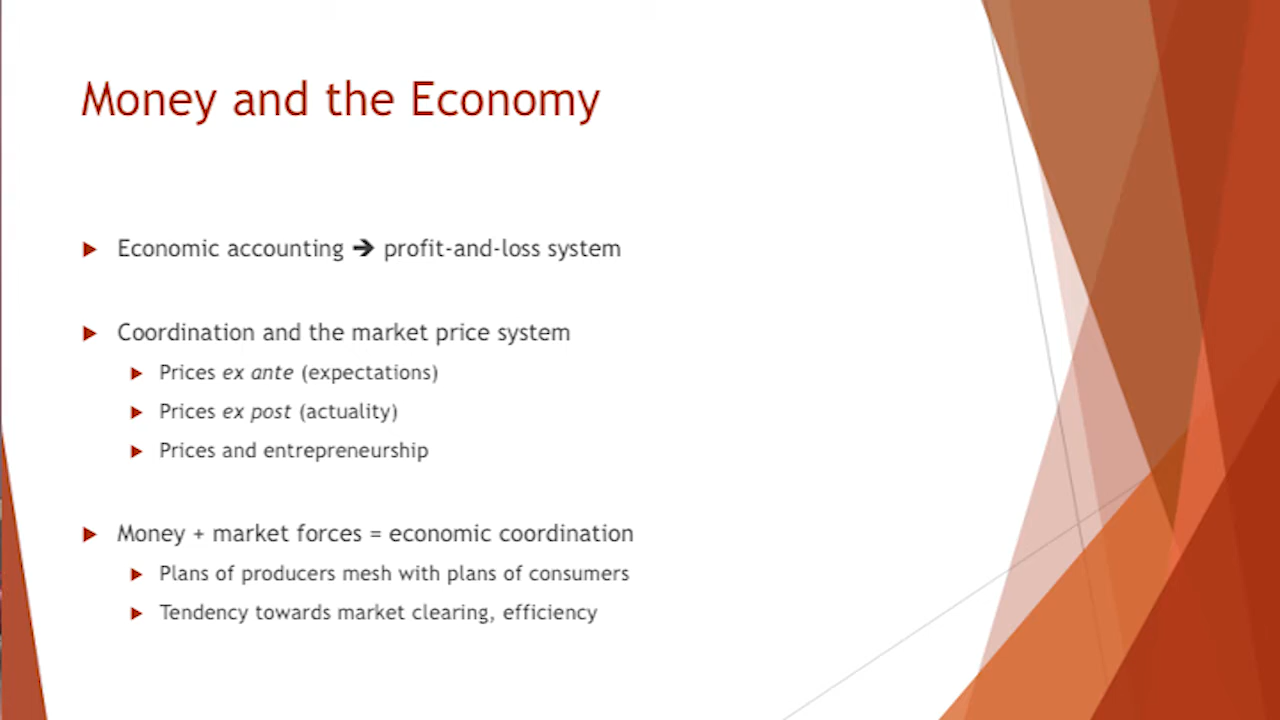 Money and the Economy
Economic accounting ➔ profit-and-loss system
Coordination and the market price system
Prices ex ante (expectations)
Prices ex post (actuality)
Prices and entrepreneurship
Money + market forces = economic coordination
Plans of producers mesh with plans of consumers
Tendency towards market clearing, efficiency